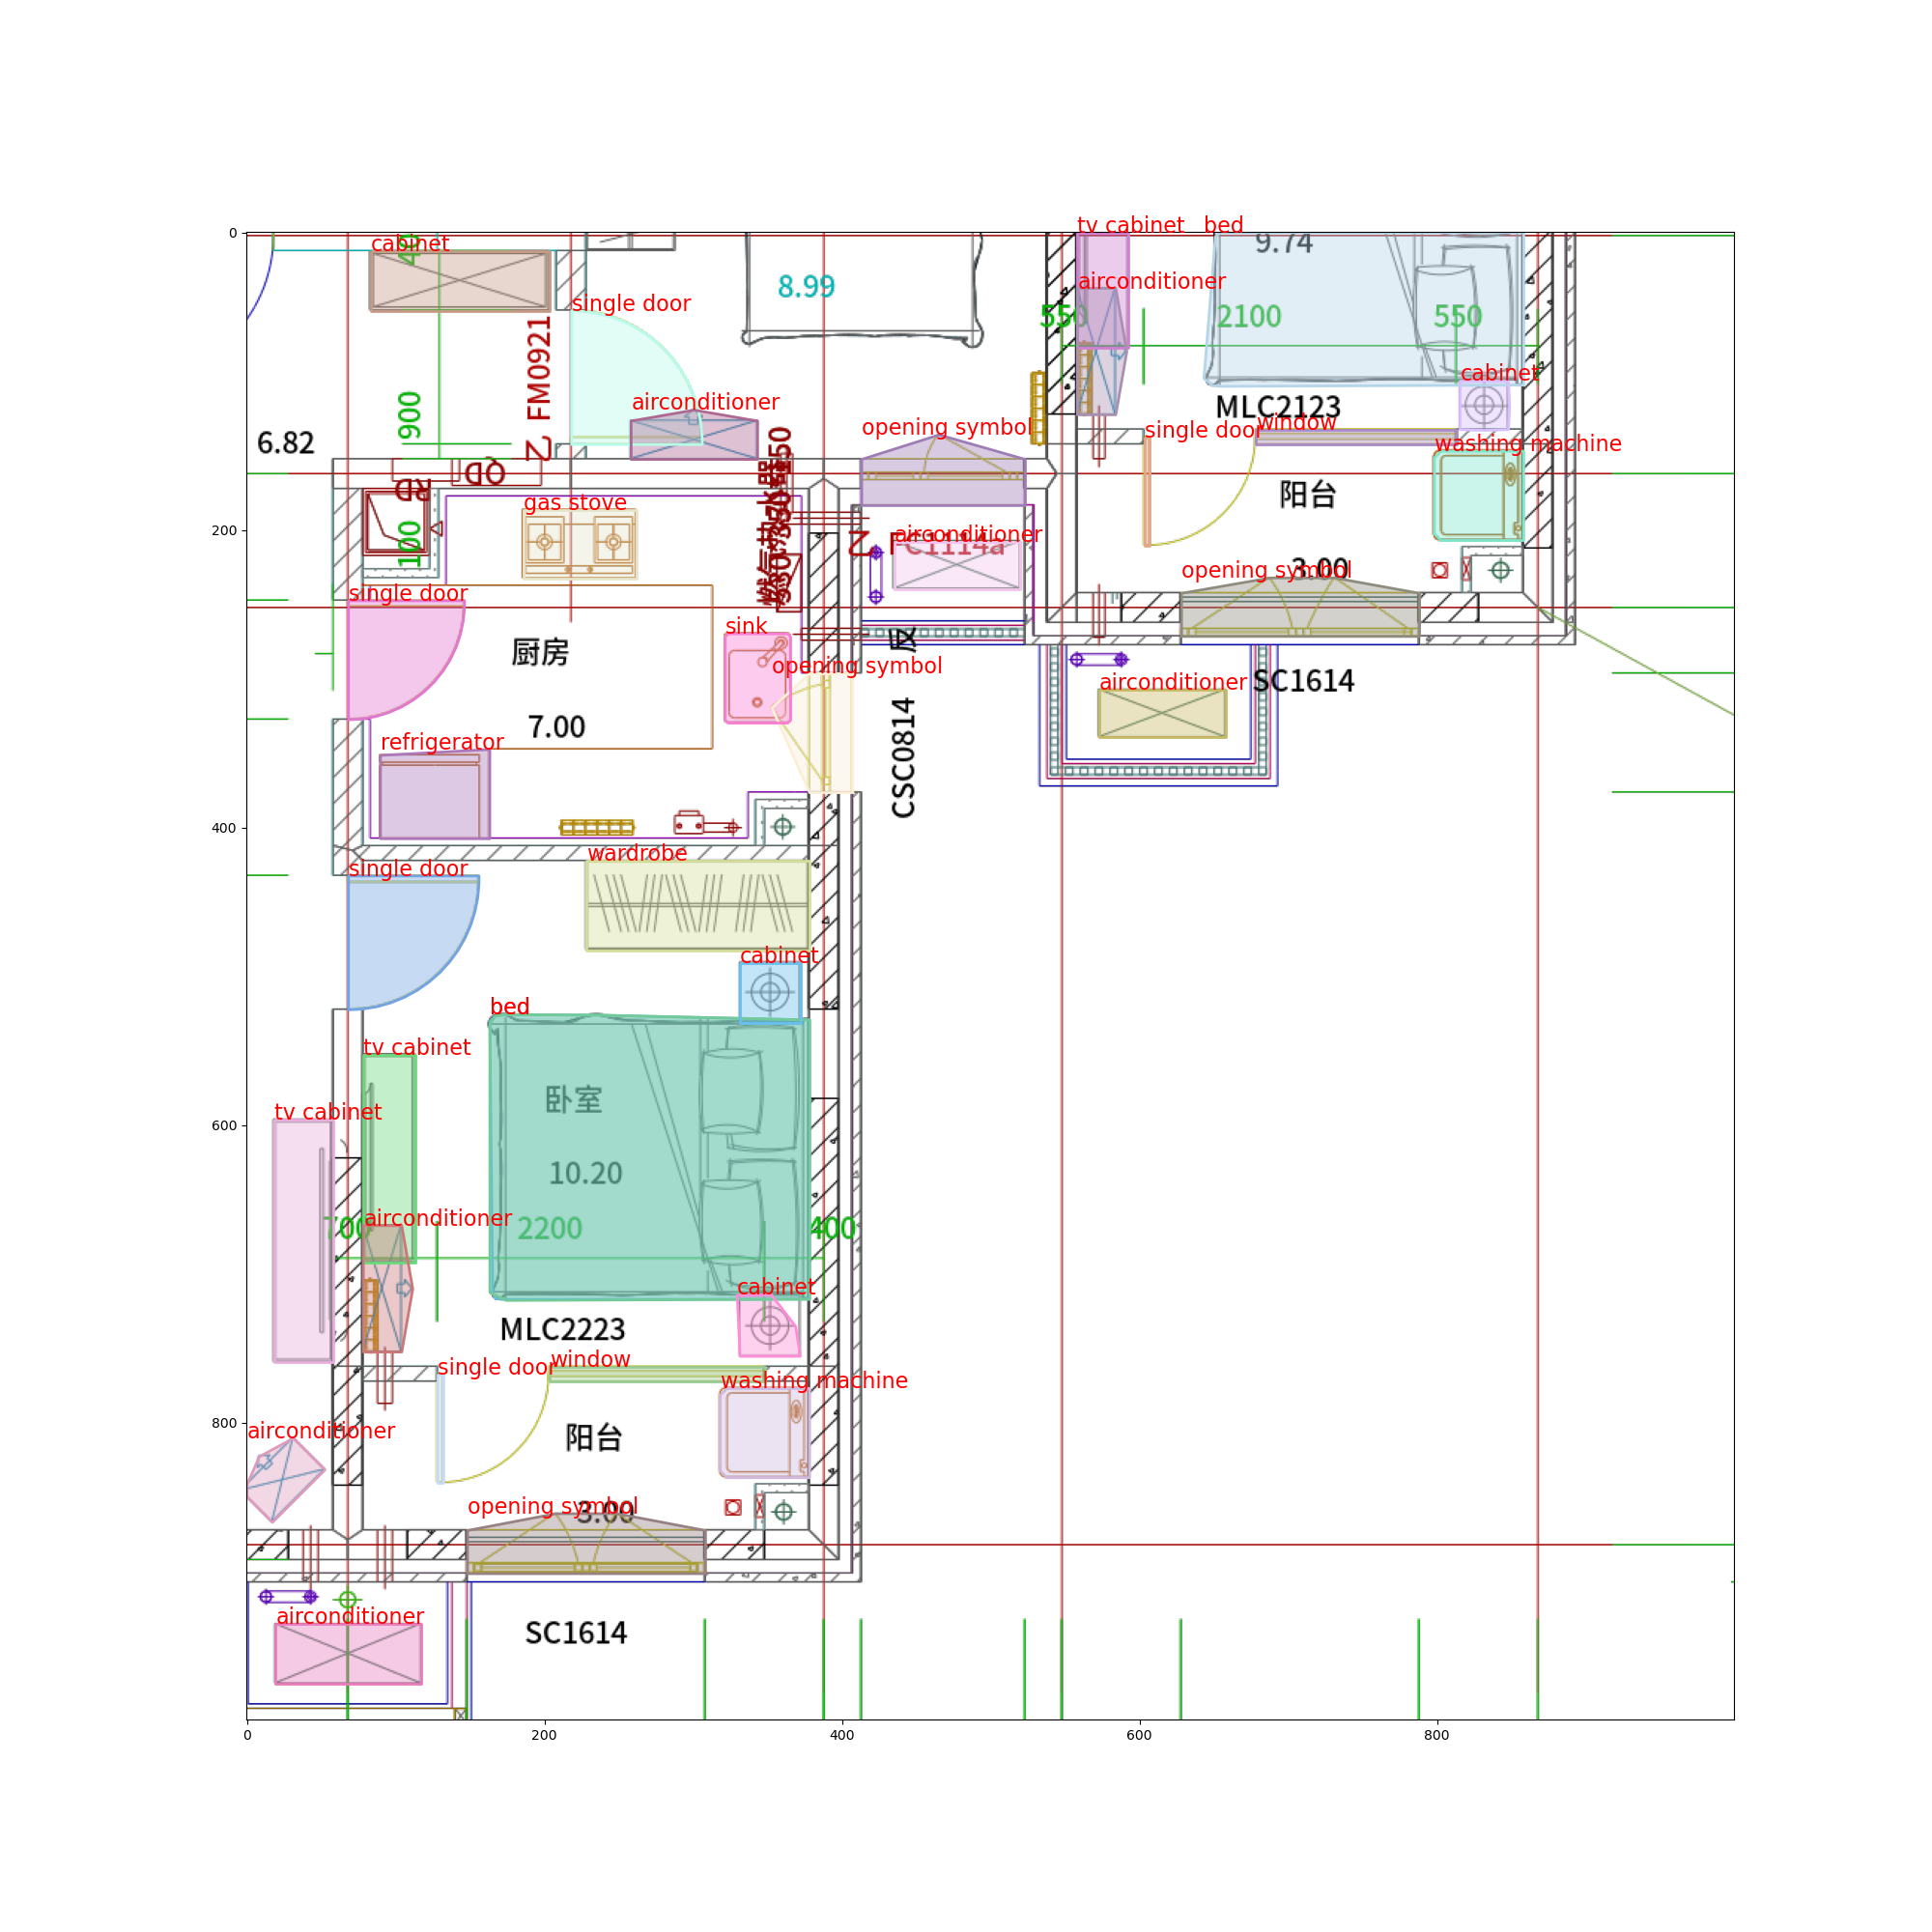 tv cabinet
bed
0
cabinet
9.74
8.99
airconditioner
single door
550
2100
550
FM0921
cabinet
airconditioner
MLC2123
900
opening symbol
single door
window
6.82
washing machine
QD
RD
阳台
gas stove
200
100
airconditioner
FC1114a
3.00
opening symbol
single door
sink
厨房
反
opening symbol
airconditioner
SC1614
7.00
refrigerator
CSC0814
400
wardrobe
single door
cabinet
bed
tv cabinet
卧室
tv cabinet
600
10.20
airconditioner
700
2200
400
cabinet
MLC2223
single door
window
washing machine
800
airconditioner
阳台
opening symbol
3.00
airconditioner
SC1614
0
200
400
600
800